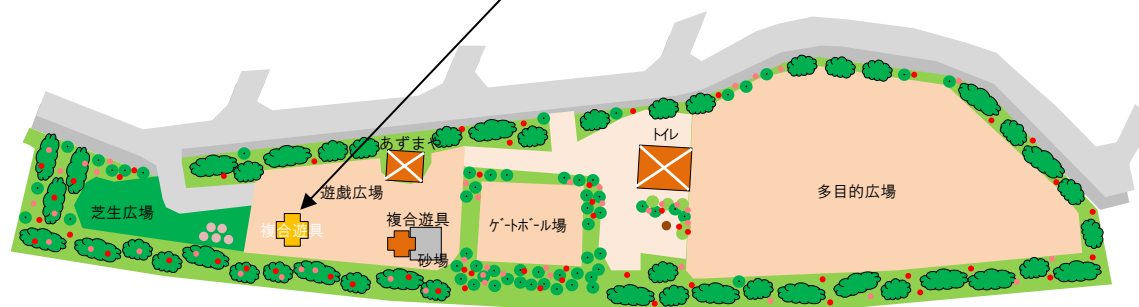 あずまや
トイレ
遊戯広場
多目的広場
芝生広場
複合遊具
複合遊具
ゲートボール場
砂場